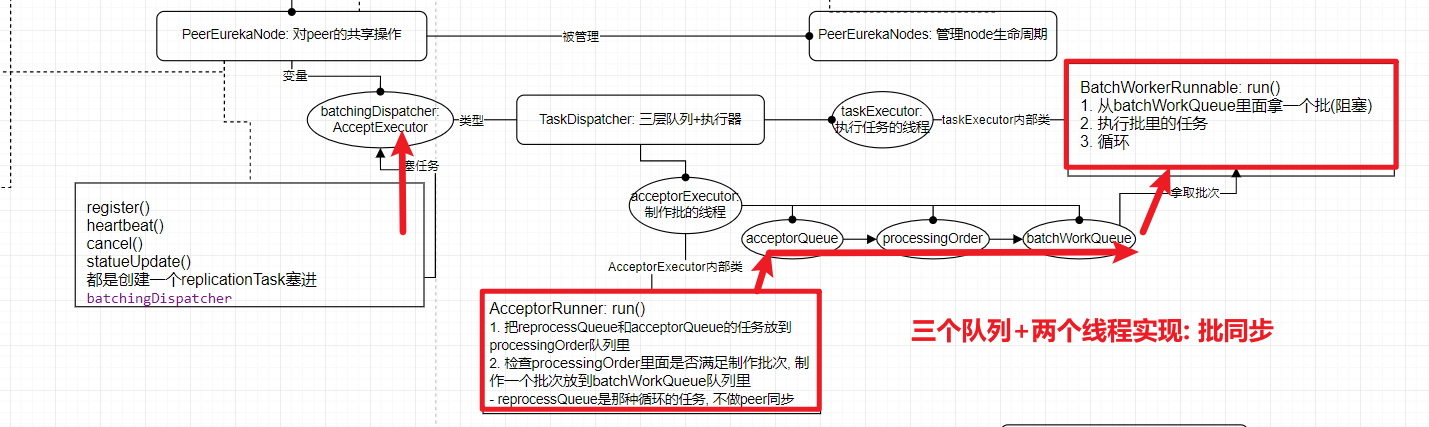 PeerEurekaNode: 对peer的共享操作
被管理
PeerEurekaNodes: 管理node生命周期
变量
batchingDispatcher:
AcceptExecutor
类型
TaskDispatcher: 三层队列+执行器
taskExecutor:
执行任务的线程
taskExecutor内部类
BatchWorkerRunnable: run()
1. 从batchWorkQueue里面拿一个批(阻塞)
2. 执行批里的任务
3. 循环
塞任务
register()
heartbeat()
cancel()
statueUpdate()
都是创建一个replicationTask塞进
batchingDispatcher
acceptorExecutor:
制作批的线程
拿取批次
acceptorQueue
processingOrder
batchWorkQueue
AcceptorExecutor内部类
AcceptorRunner: run()
1. 把reprocessQueue和acceptorQueue的任务放到
processingOrder队列里
2. 检查processingOrder里面是否满足制作批次, 制
作一个批次放到batchWorkQueue队列里
- reprocessQueue是那种循环的任务, 不做peer同步
三个队列+两个线程实现: 批同步